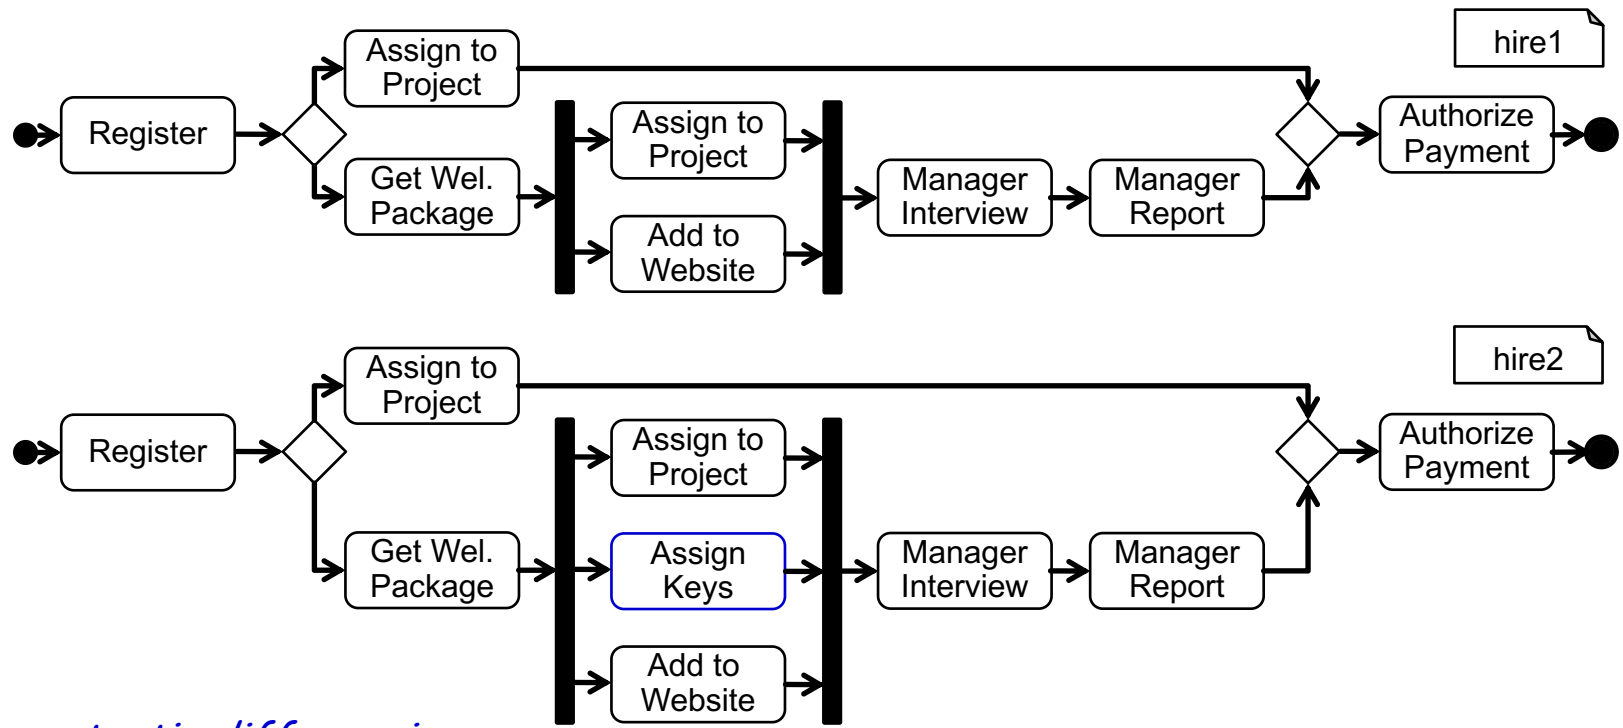 hire1
Assign to
Project
Register
Get Wel.
Package
Assign to
Project
Add to
Website
Manager
Interview
Manager
Report
Authorize
Payment
hire2
Assign to
Project
Register
Get Wel.
Package
Assign to
Project
Assign
Keys
Add to
Website
Manager
Interview
Manager
Report
Authorize
Payment